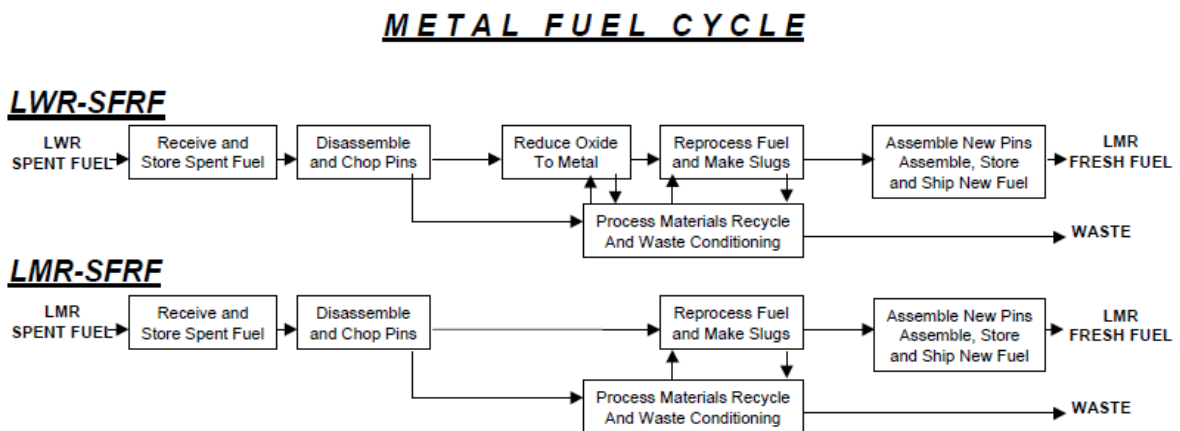 METAL FUEL CYCLE
LWR-SFRF
LWR
SPENT FUEL
Receive and
Store Spent Fuel
Disassemble
and Chop Pins
Reduce Oxide
To Metal
Reprocess Fuel
and Make Slugs
Assemble New Pins
Assemble, Store
and Ship New Fuel
LMR
FRESH FUEL
Process Materials Recycle
And Waste Conditioning
WASTE
LMR-SFRF
LMR
SPENT FUEL
Receive and
Store Spent Fuel
Disassemble
and Chop Pins
Reprocess Fuel
and Make Slugs
Assemble New Pins
Assemble, Store
and Ship New Fuel
LMR
FRESH FUEL
Process Materials Recycle
And Waste Conditioning
WASTE